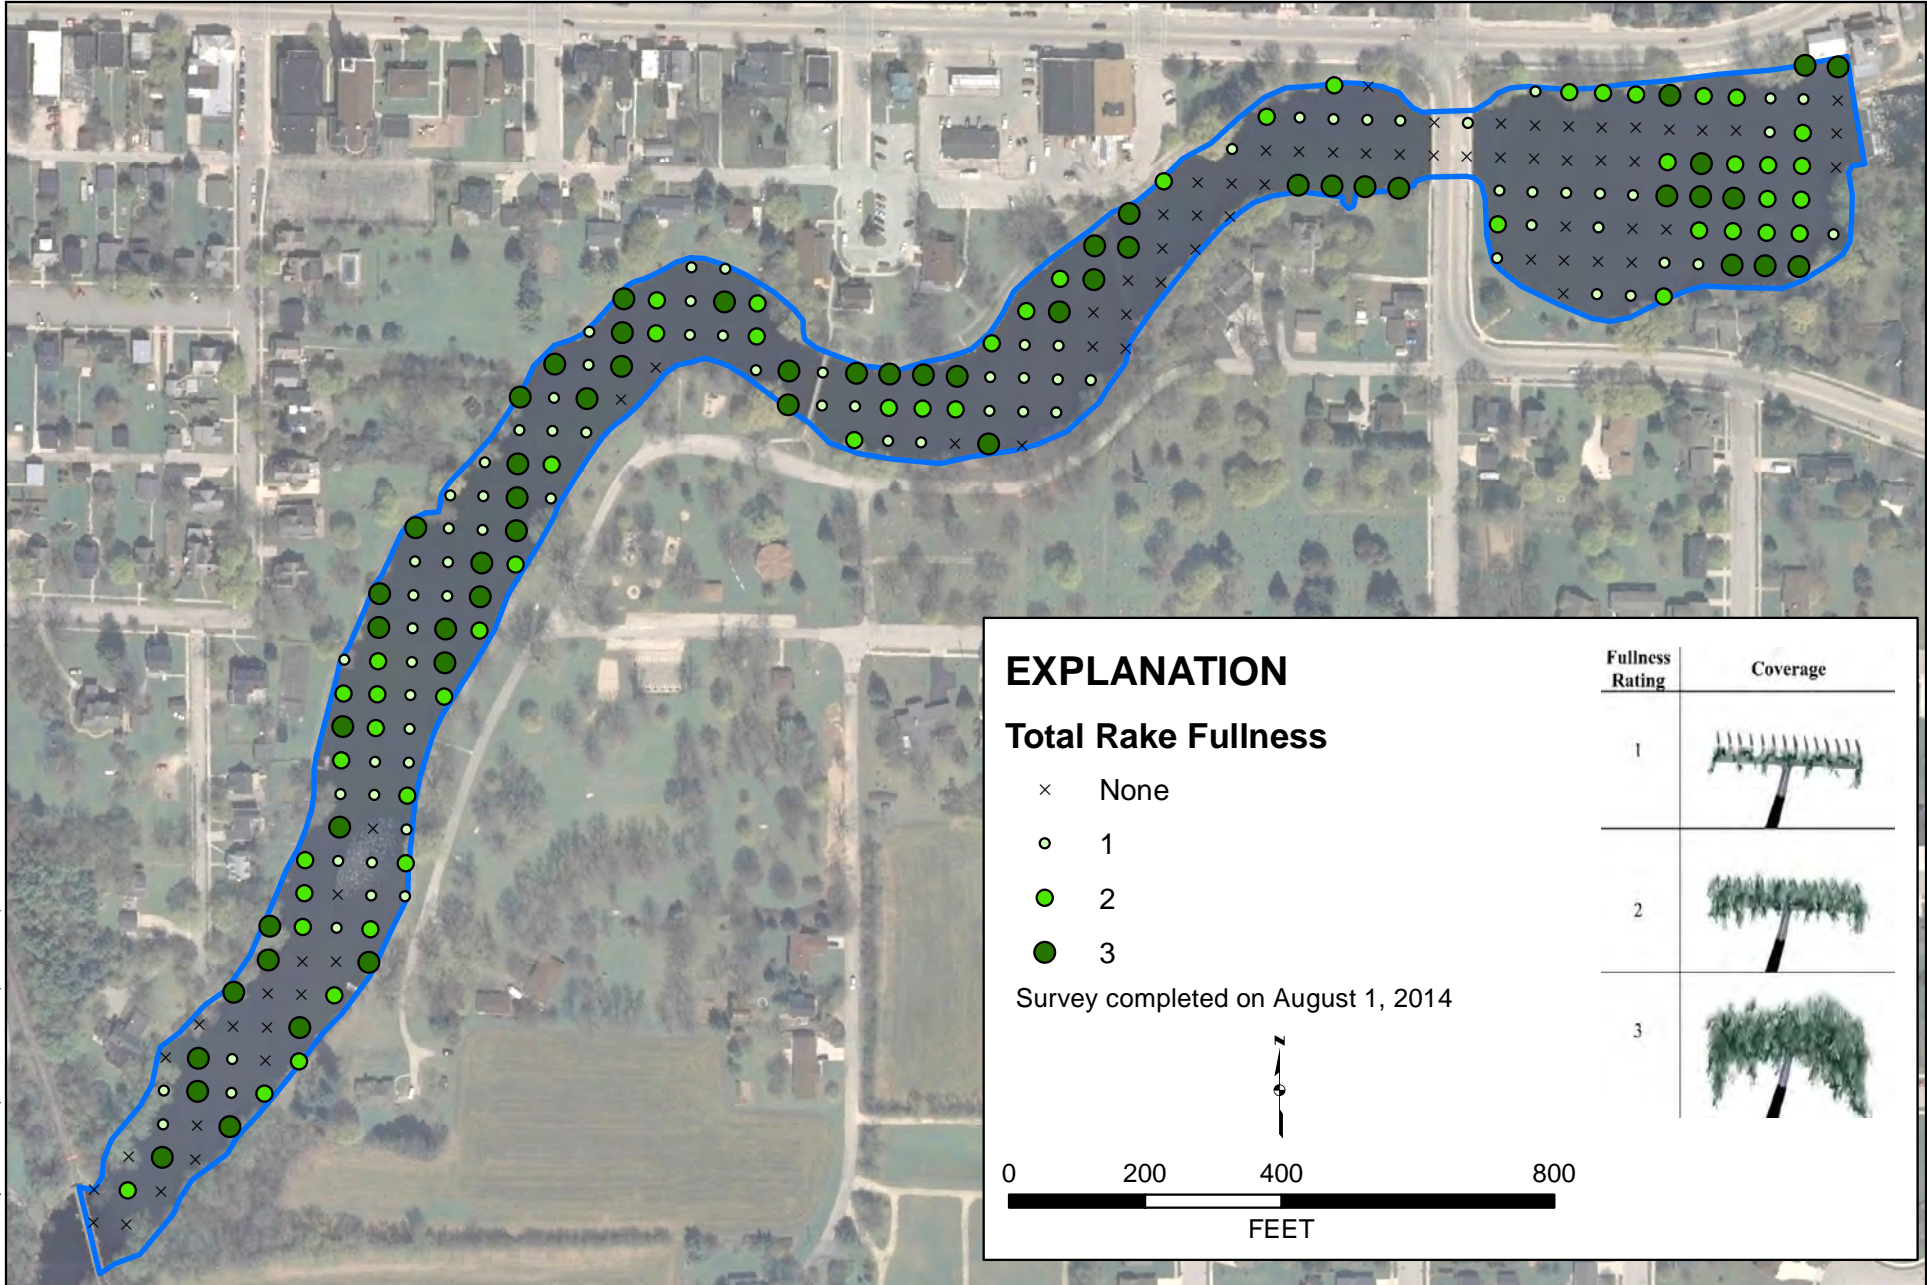 EXPLANATION
Total Rake Fullness
× None
1
2
3
Survey completed on August 1, 2014
N
0 200 400 800
FEET
Fullness Rating Coverage
1
2
3